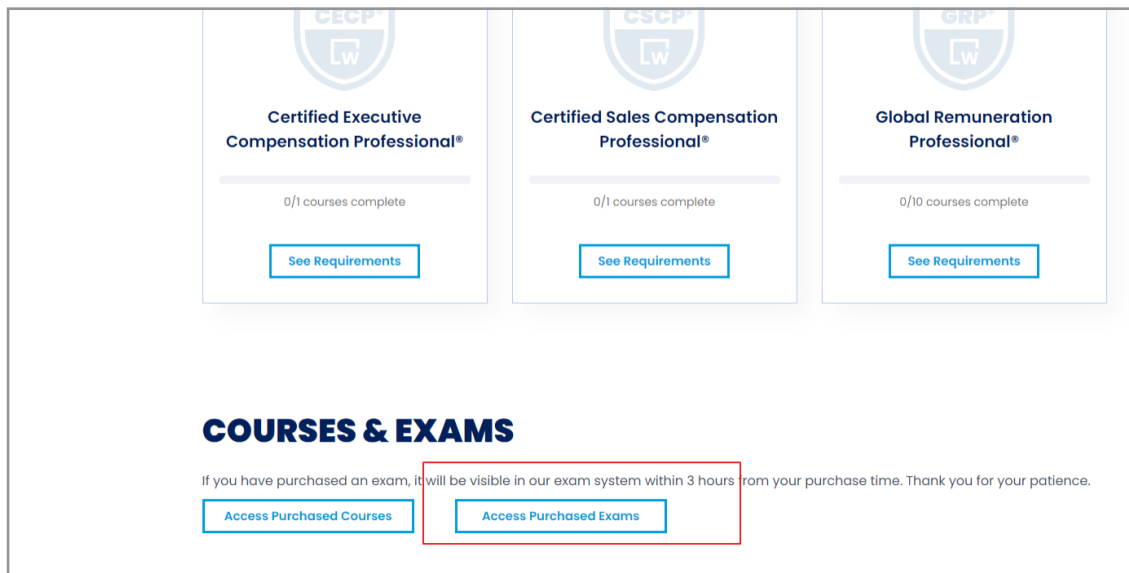 CECP®
CSCP®
GRP®
W
W
W
Certified Executive
Compensation Professional®
Certified Sales Compensation
Professional®
Global Remuneration
Professional®
0/1 courses complete
0/1 courses complete
0/10 courses complete
See Requirements
See Requirements
See Requirements
COURSES & EXAMS
If you have purchased an exam, it will be visible in our exam system within 3 hours from your purchase time. Thank you for your patience.
Access Purchased Courses
Access Purchased Exams